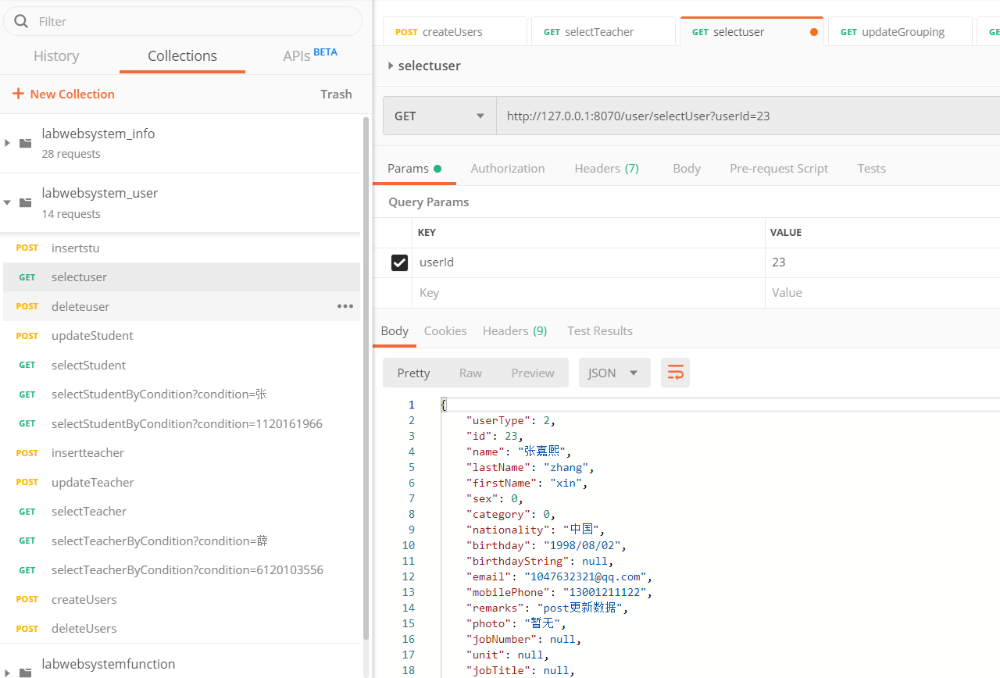 Filter
History Collections APIs BETA
+ New Collection Trash
labwebsystem_info
28 requests
labwebsystem_user
14 requests
POST insertstu
GET selectuser
POST deleteuser •••
POST updateStudent
GET selectStudent
GET selectStudentByCondition?condition=张
GET selectStudentByCondition?condition=1120161966
POST insertteacher
POST updateTeacher
GET selectTeacher
GET selectTeacherByCondition?condition=薛
GET selectTeacherByCondition?condition=6120103556
POST createUsers
POST deleteUsers
labwebsystemfunction
POST createUsers GET selectTeacher GET selectuser GET updateGrouping GE
selectuser
GET http://127.0.0.1:8070/user/selectUser?userId=23
Params Authorization Headers (7) Body Pre-request Script Tests
Query Params
KEY VALUE
userId 23
Key Value
Body Cookies Headers (9) Test Results
Pretty Raw Preview JSON
1 {
2 "userType": 2,
3 "id": 23,
4 "name": "张嘉熙",
5 "lastName": "zhang",
6 "firstName": "xin",
7 "sex": 0,
8 "category": 0,
9 "nationality": "中国",
10 "birthday": "1998/08/02",
11 "birthdayString": null,
12 "email": "1047632321@qq.com",
13 "mobilePhone": "13001211122",
14 "remarks": "post更新数据",
15 "photo": "暂无",
16 "jobNumber": null,
17 "unit": null,
18 "jobTitle": null,